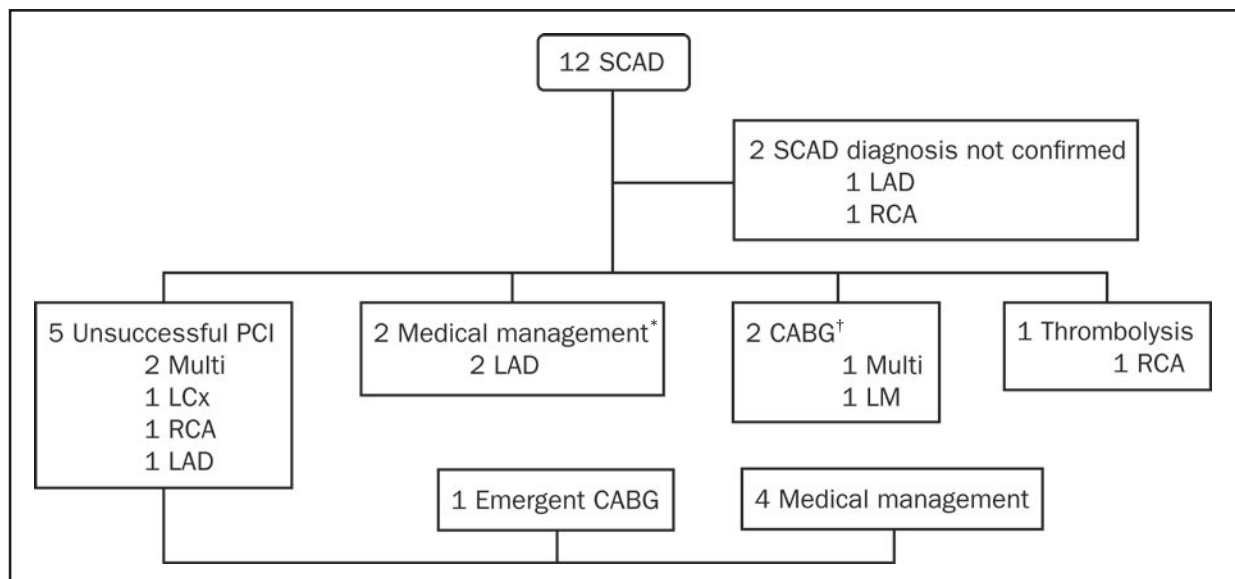 12 SCAD
2 SCAD diagnosis not confirmed
1 LAD
1 RCA
5 Unsuccessful PCI
2 Multi
1 LCx
1 RCA
1 LAD
2 Medical management*
2 LAD
2 CABG†
1 Multi
1 LM
1 Thrombolysis
1 RCA
1 Emergent CABG
4 Medical management